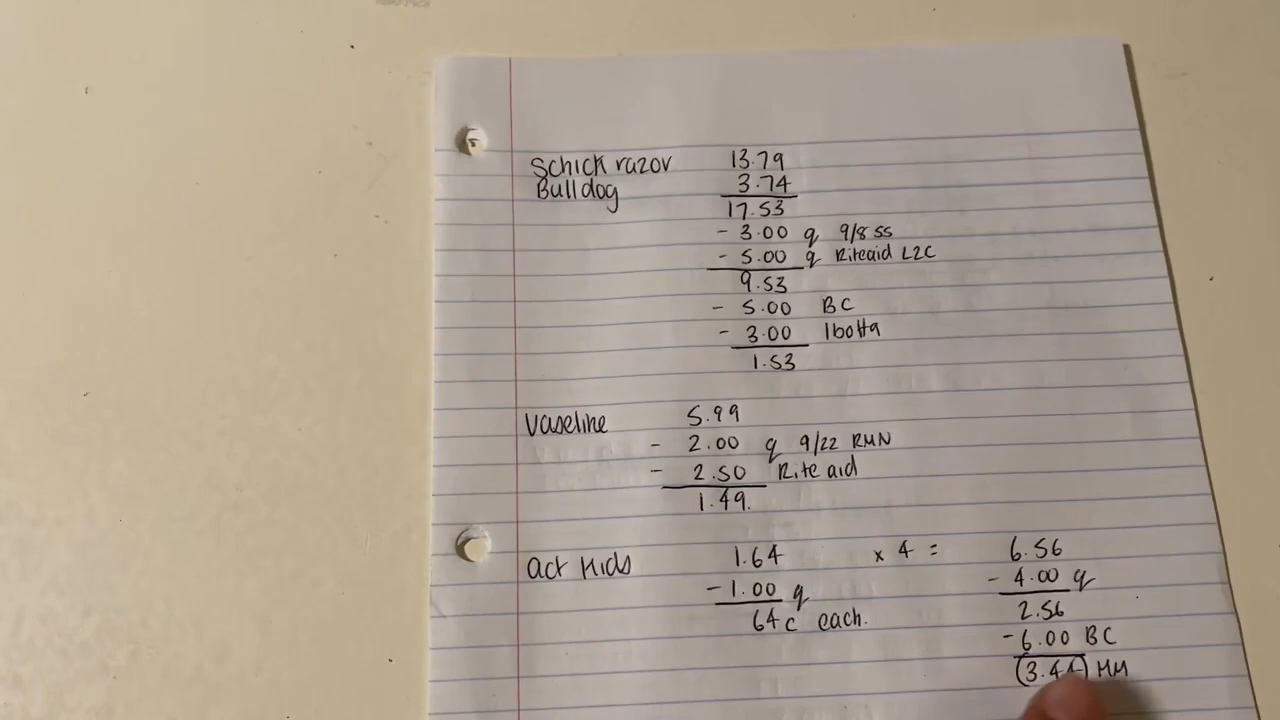 Schick razor 13.79
Bulldog 3.74
17.53
- 3.00 q 9/8 SS
- 5.00 q Riteaid L2C
9.53
- 5.00 BC
- 3.00 Ibotta
1.53
Vaseline 5.99
- 2.00 q 9/22 RMN
- 2.50 Rite aid
1.49.
act Kids 1.64 x 4 = 6.56
- 1.00 q - 4.00 q
64c each. 2.56
- 6.00 BC
(3.44) MM